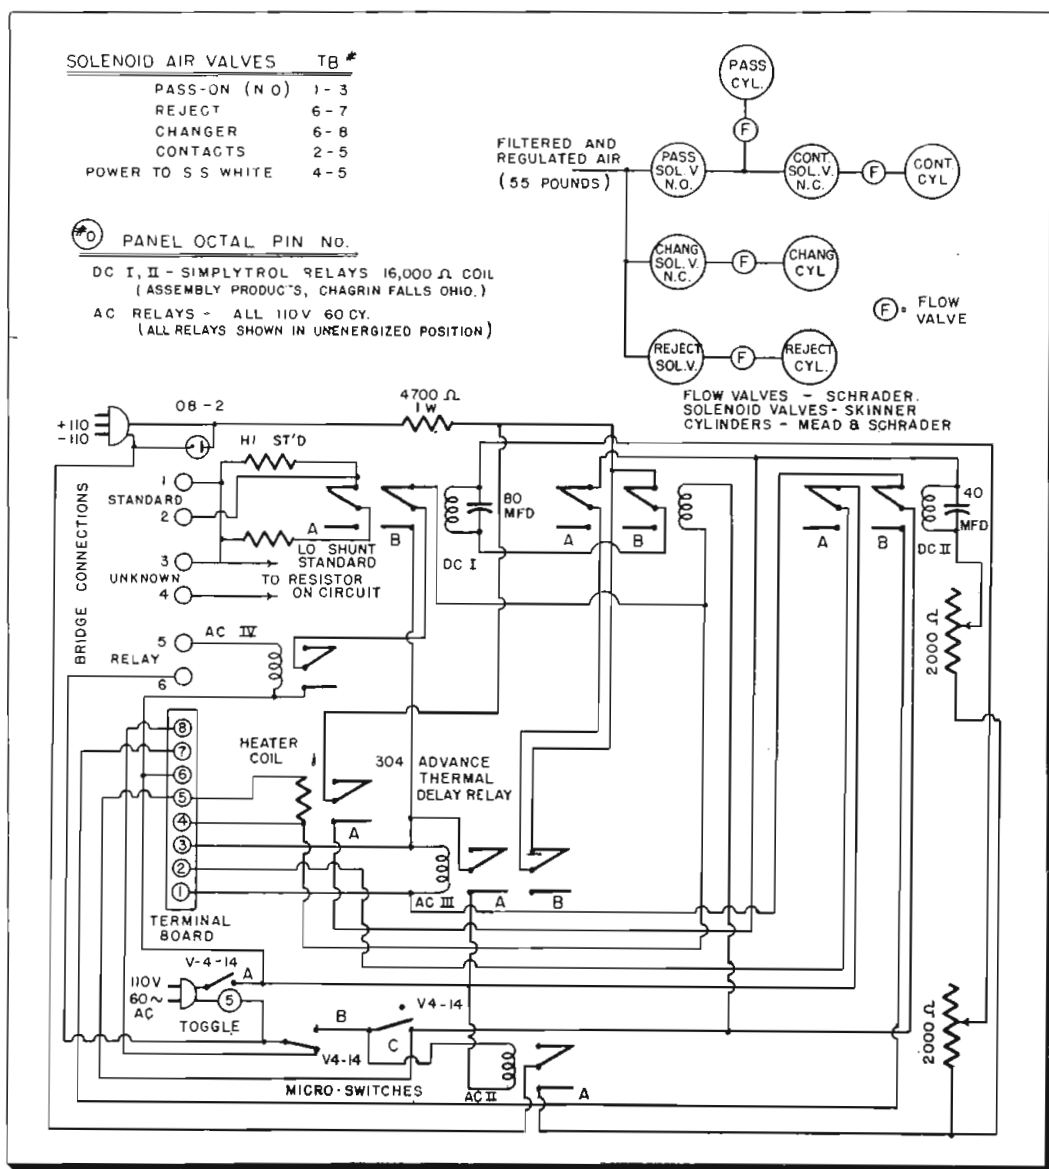 SOLENOID AIR VALVES TB #
PASS-ON (NO) 1-3
REJECT 6-7
CHANGER 6-8
CONTACTS 2-5
POWER TO S S WHITE 4-5
#O PANEL OCTAL PIN NO.
DC I, II - SIMPLYTROL RELAYS 16,000 Ω COIL
(ASSEMBLY PRODUCTS, CHAGRIN FALLS OHIO.)
AC RELAYS - ALL 110V 60 CY.
(ALL RELAYS SHOWN IN UNENERGIZED POSITION)
FILTERED AND
REGULATED AIR
(55 POUNDS)
PASS
CYL.
F
PASS
SOL. V
N.O.
CONT.
SOL. V.
N.C.
F
CONT.
CYL
CHANG
SOL. V.
N.C.
F
CHANG
CYL
REJECT
SOL. V.
F
REJECT
CYL.
F = FLOW
VALVE
FLOW VALVES - SCHRADER.
SOLENOID VALVES - SKINNER
CYLINDERS - MEAD & SCHRADER
+110
-110
OB-2
4700 Ω
1 W
HI ST'D
BRIDGE CONNECTIONS
1
STANDARD
2
3
UNKNOWN
4
5
RELAY
6
LO SHUNT
STANDARD
TO RESISTOR
ON CIRCUIT
A
B
DC I
80
MFD
A
B
A
B
DC II
40
MFD
2000 Ω
AC IV
8
7
6
5
4
3
2
1
TERMINAL
BOARD
HEATER
COIL
304 ADVANCE
THERMAL
DELAY RELAY
A
AC III
A
B
V-4-14
A
110V
60~
AC
5
TOGGLE
B
V4-14
C
V4-14
MICRO-SWITCHES
AC II
A
2000 Ω